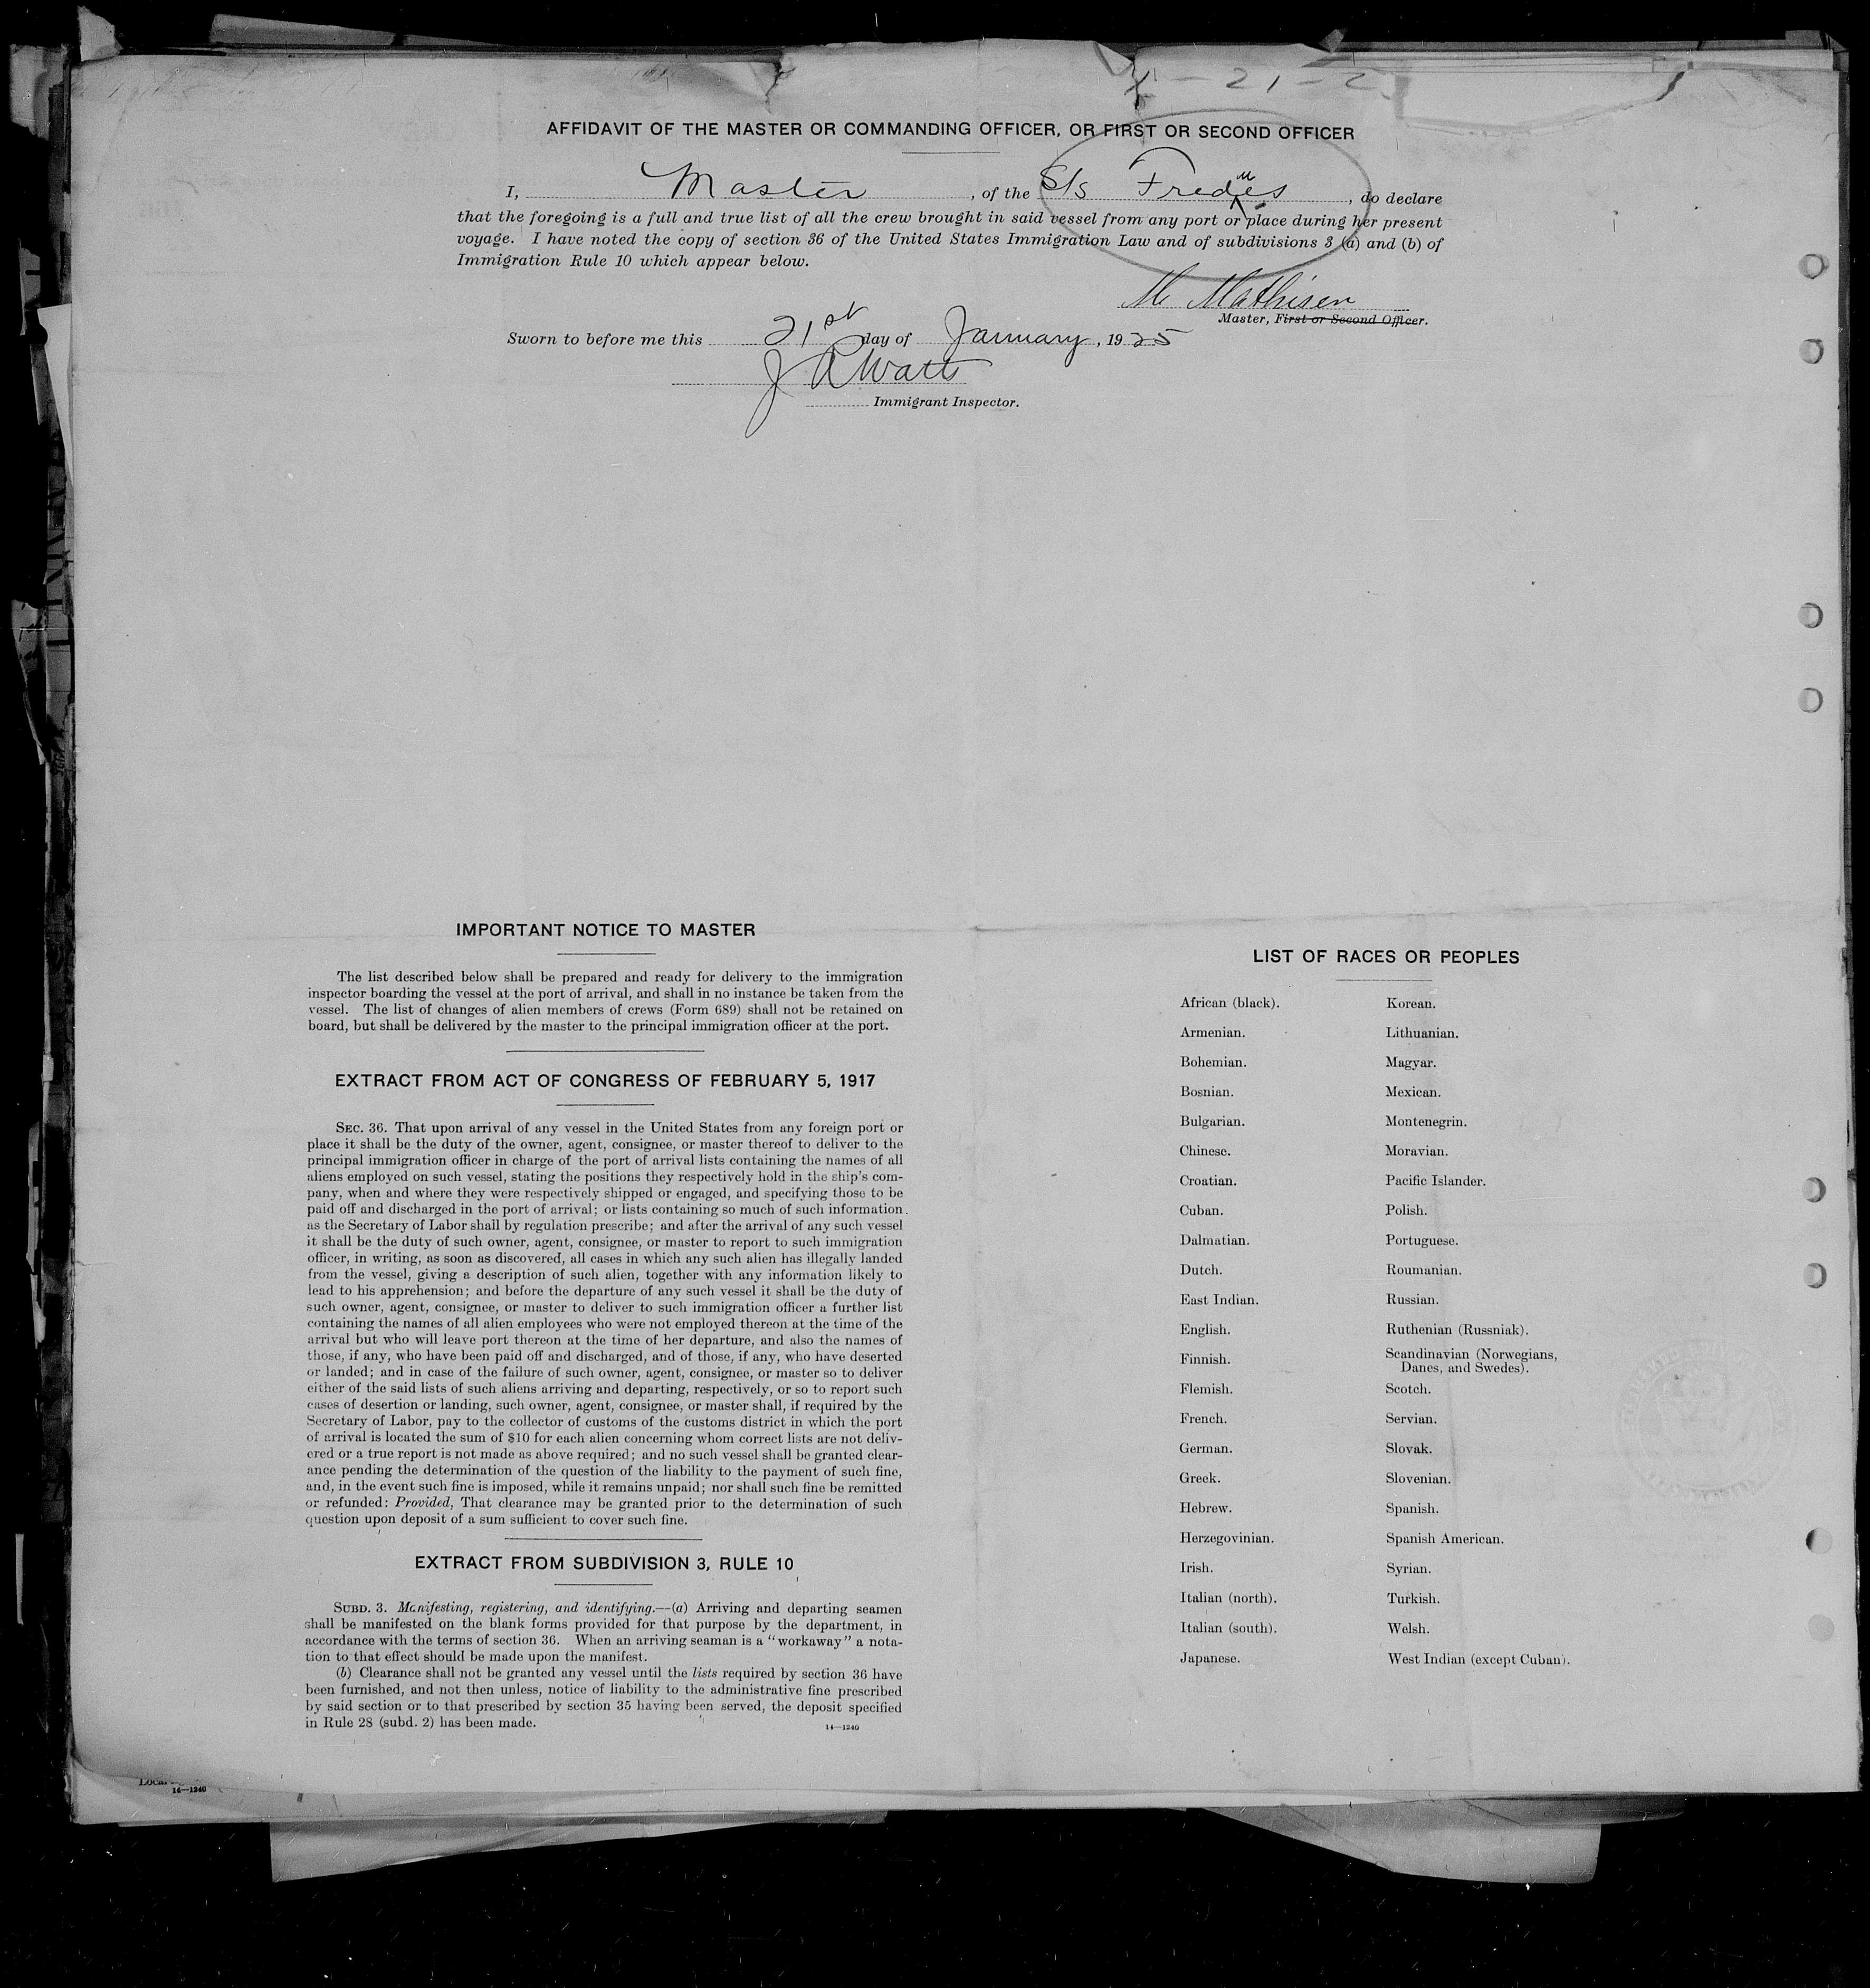 1-21-2
AFFIDAVIT OF THE MASTER OR COMMANDING OFFICER, OR FIRST OR SECOND OFFICER
I, Master, of the S/s Frednes, do declare
that the foregoing is a full and true list of all the crew brought in said vessel from any port or place during her present
voyage. I have noted the copy of section 36 of the United States Immigration Law and of subdivisions 3 (a) and (b) of
Immigration Rule 10 which appear below.
M Mathisen
Master, First or Second Officer.
Sworn to before me this 21st day of January, 1925
J R Watts
Immigrant Inspector.
IMPORTANT NOTICE TO MASTER
The list described below shall be prepared and ready for delivery to the immigration
inspector boarding the vessel at the port of arrival, and shall in no instance be taken from the
vessel. The list of changes of alien members of crews (Form 689) shall not be retained on
board, but shall be delivered by the master to the principal immigration officer at the port.
EXTRACT FROM ACT OF CONGRESS OF FEBRUARY 5, 1917
SEC. 36. That upon arrival of any vessel in the United States from any foreign port or
place it shall be the duty of the owner, agent, consignee, or master thereof to deliver to the
principal immigration officer in charge of the port of arrival lists containing the names of all
aliens employed on such vessel, stating the positions they respectively hold in the ship's com-
pany, when and where they were respectively shipped or engaged, and specifying those to be
paid off and discharged in the port of arrival; or lists containing so much of such information
as the Secretary of Labor shall by regulation prescribe; and after the arrival of any such vessel
it shall be the duty of such owner, agent, consignee, or master to report to such immigration
officer, in writing, as soon as discovered, all cases in which any such alien has illegally landed
from the vessel, giving a description of such alien, together with any information likely to
lead to his apprehension; and before the departure of any such vessel it shall be the duty of
such owner, agent, consignee, or master to deliver to such immigration officer a further list
containing the names of all alien employees who were not employed thereon at the time of the
arrival but who will leave port thereon at the time of her departure, and also the names of
those, if any, who have been paid off and discharged, and of those, if any, who have deserted
or landed; and in case of the failure of such owner, agent, consignee, or master so to deliver
either of the said lists of such aliens arriving and departing, respectively, or so to report such
cases of desertion or landing, such owner, agent, consignee, or master shall, if required by the
Secretary of Labor, pay to the collector of customs of the customs district in which the port
of arrival is located the sum of $10 for each alien concerning whom correct lists are not deliv-
ered or a true report is not made as above required; and no such vessel shall be granted clear-
ance pending the determination of the question of the liability to the payment of such fine,
and, in the event such fine is imposed, while it remains unpaid; nor shall such fine be remitted
or refunded: Provided, That clearance may be granted prior to the determination of such
question upon deposit of a sum sufficient to cover such fine.
EXTRACT FROM SUBDIVISION 3, RULE 10
SUBD. 3. Manifesting, registering, and identifying.—(a) Arriving and departing seamen
shall be manifested on the blank forms provided for that purpose by the department, in
accordance with the terms of section 36. When an arriving seaman is a "workaway" a nota-
tion to that effect should be made upon the manifest.
(b) Clearance shall not be granted any vessel until the lists required by section 36 have
been furnished, and not then unless, notice of liability to the administrative fine prescribed
by said section or to that prescribed by section 35 having been served, the deposit specified
in Rule 28 (subd. 2) has been made.
14—1240
LIST OF RACES OR PEOPLES
African (black).
Armenian.
Bohemian.
Bosnian.
Bulgarian.
Chinese.
Croatian.
Cuban.
Dalmatian.
Dutch.
East Indian.
English.
Finnish.
Flemish.
French.
German.
Greek.
Hebrew.
Herzegovinian.
Irish.
Italian (north).
Italian (south).
Japanese.
Korean.
Lithuanian.
Magyar.
Mexican.
Montenegrin.
Moravian.
Pacific Islander.
Polish.
Portuguese.
Roumanian.
Russian.
Ruthenian (Russniak).
Scandinavian (Norwegians,
Danes, and Swedes).
Scotch.
Servian.
Slovak.
Slovenian.
Spanish.
Spanish American.
Syrian.
Turkish.
Welsh.
West Indian (except Cuban).
14—1240